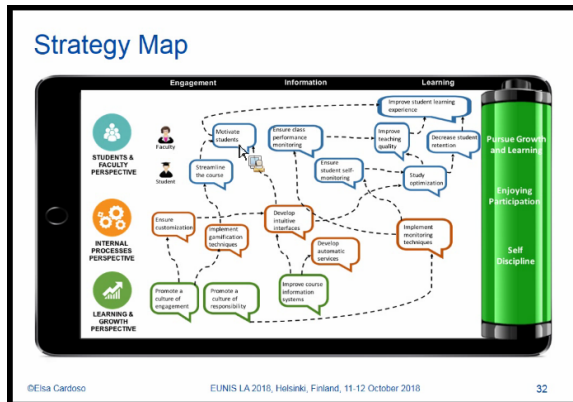 Strategy Map
Engagement
Information
Learning
Improve student learning
experience
STUDENTS &
FACULTY
PERSPECTIVE
Faculty
Student
Motivate
students
Ensure class
performance
monitoring
Improve
teaching
quality
Decrease student
retention
Streamline
the course
Ensure
student self-
monitoring
Study
optimization
INTERNAL
PROCESSES
PERSPECTIVE
Ensure
customization
Implement
gamification
techniques
Develop
intuitive
interfaces
Develop
automatic
services
Implement
monitoring
techniques
LEARNING &
GROWTH
PERSPECTIVE
Promote a
culture of
engagement
Promote a
culture of
responsibility
Improve course
information
systems
Pursue Growth
and Learning
Enjoying
Participation
Self
Discipline
©Elsa Cardoso
EUNIS LA 2018, Helsinki, Finland, 11-12 October 2018
32